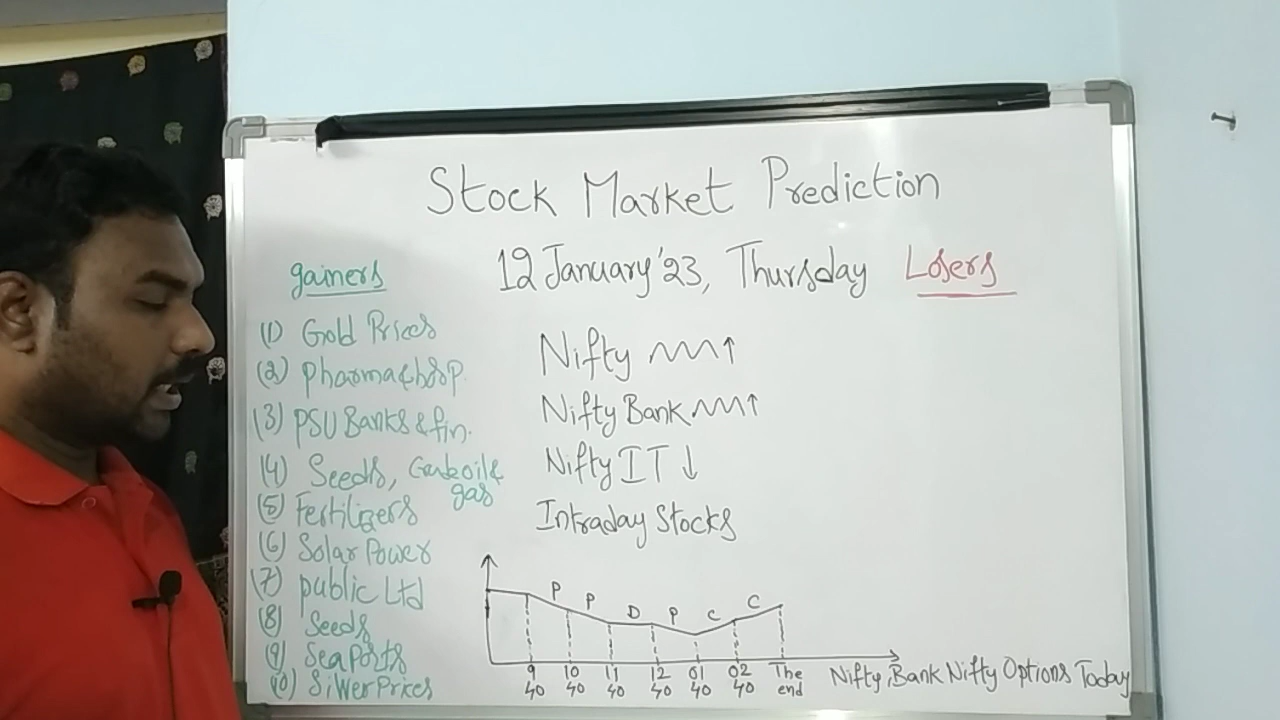 Stock Market Prediction
12 January '23, Thursday
gainers
(1) Gold Prices
(2) Pharma & hosp.
(3) PSU Banks & fin.
(4) Seeds, oil &
gas
(5) Fertilizers
(6) Solar Power
(7) public Ltd
(8) Seeds
(9) Sea Ports
(10) Silver Prices
Losers
Nifty ↑
Nifty Bank ↑
Nifty IT ↓
Intraday Stocks
P P D P C C
9 10 11 12 01 02 The
40 40 40 40 40 40 end
Nifty, Bank Nifty Options Today